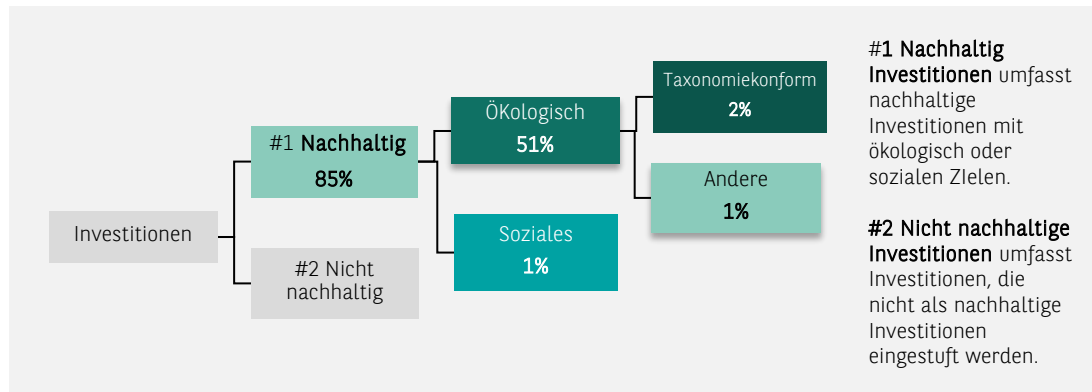 Investitionen
#1 Nachhaltig
85%
#2 Nicht
nachhaltig
ÖKologisch
51%
Soziales
1%
Taxonomiekonform
2%
Andere
1%
#1 Nachhaltig
Investitionen umfasst
nachhaltige
Investitionen mit
ökologisch oder
sozialen ZIelen.
#2 Nicht nachhaltige
Investitionen umfasst
Investitionen, die
nicht als nachhaltige
Investitionen
eingestuft werden.